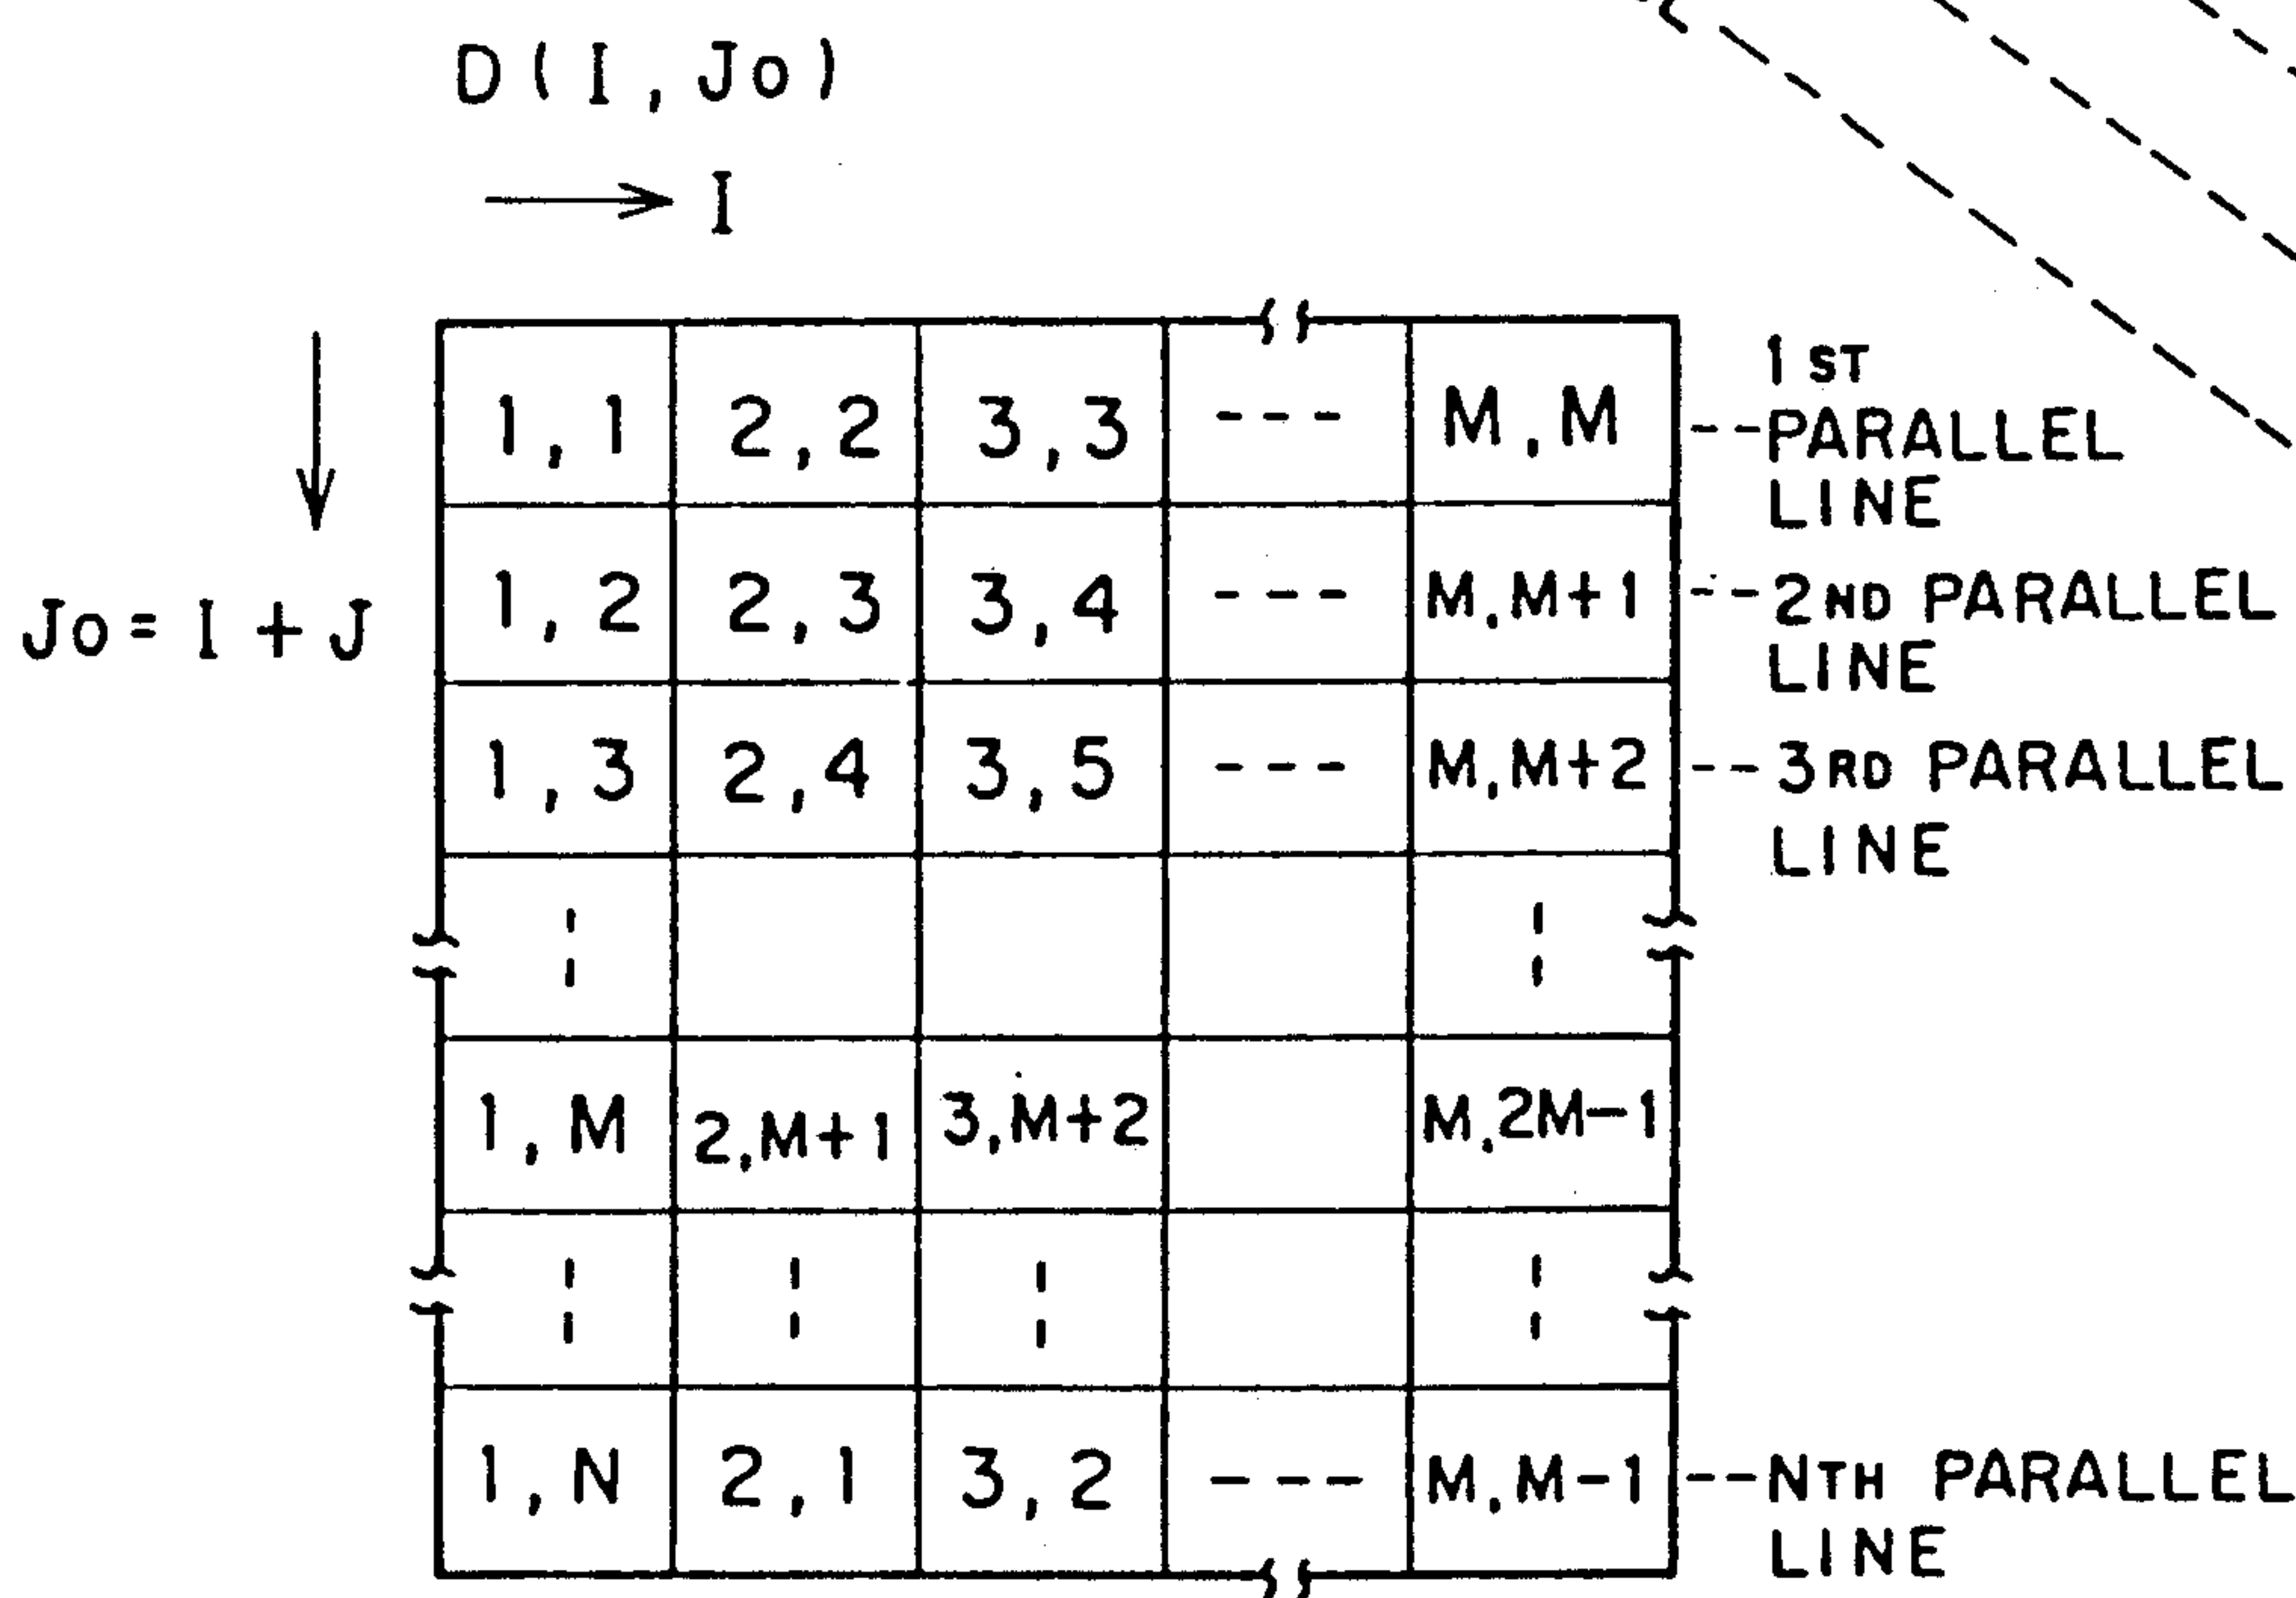 D(I,Jo)
I
Jo=I+J
1,1 2,2 3,3 --- M,M --1ST PARALLEL LINE
1,2 2,3 3,4 --- M,M+1 --2ND PARALLEL LINE
1,3 2,4 3,5 --- M,M+2 --3RD PARALLEL LINE
1,M 2,M+1 3,M+2 M,2M-1
1,N 2,1 3,2 --- M,M-1 --NTH PARALLEL LINE